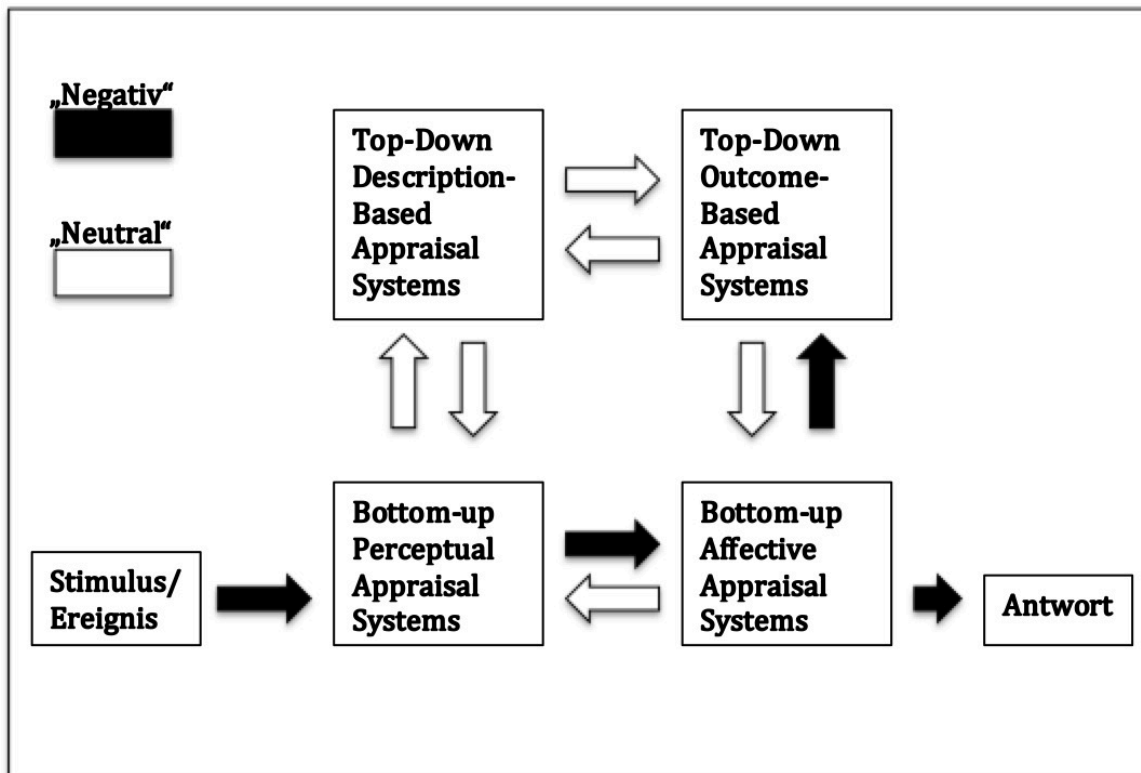 „Negativ“
„Neutral“
Top-Down
Description-
Based
Appraisal
Systems
Top-Down
Outcome-
Based
Appraisal
Systems
Stimulus/
Ereignis
Bottom-up
Perceptual
Appraisal
Systems
Bottom-up
Affective
Appraisal
Systems
Antwort